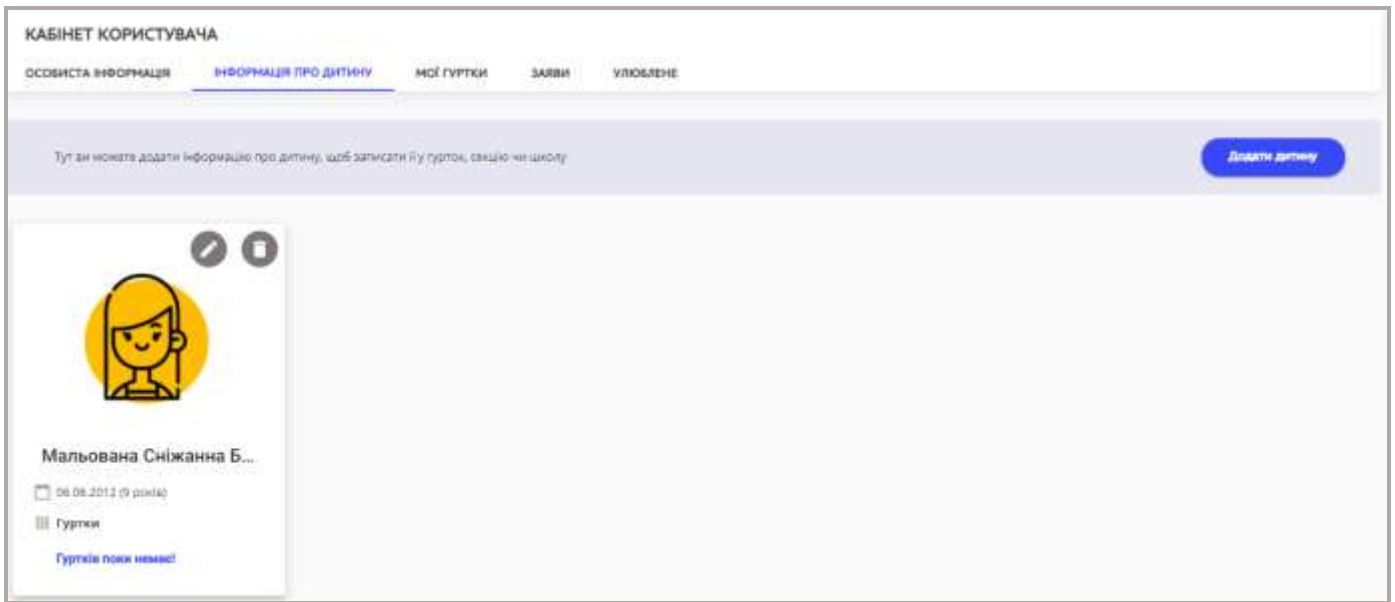 КАБІНЕТ КОРИСТУВАЧА
ОСОБИСТА ІНФОРМАЦІЯ ІНФОРМАЦІЯ ПРО ДИТИНУ МОЇ ГУРТКИ ЗАЯВИ УЛЮБЛЕНЕ
Тут ви можете додати інформацію про дитину, щоб записати її у гурток, секцію чи школу
Додати дитину
Мальована Сніжанна Б...
06.08.2012 (9 років)
Гуртки
Гуртків поки немає!